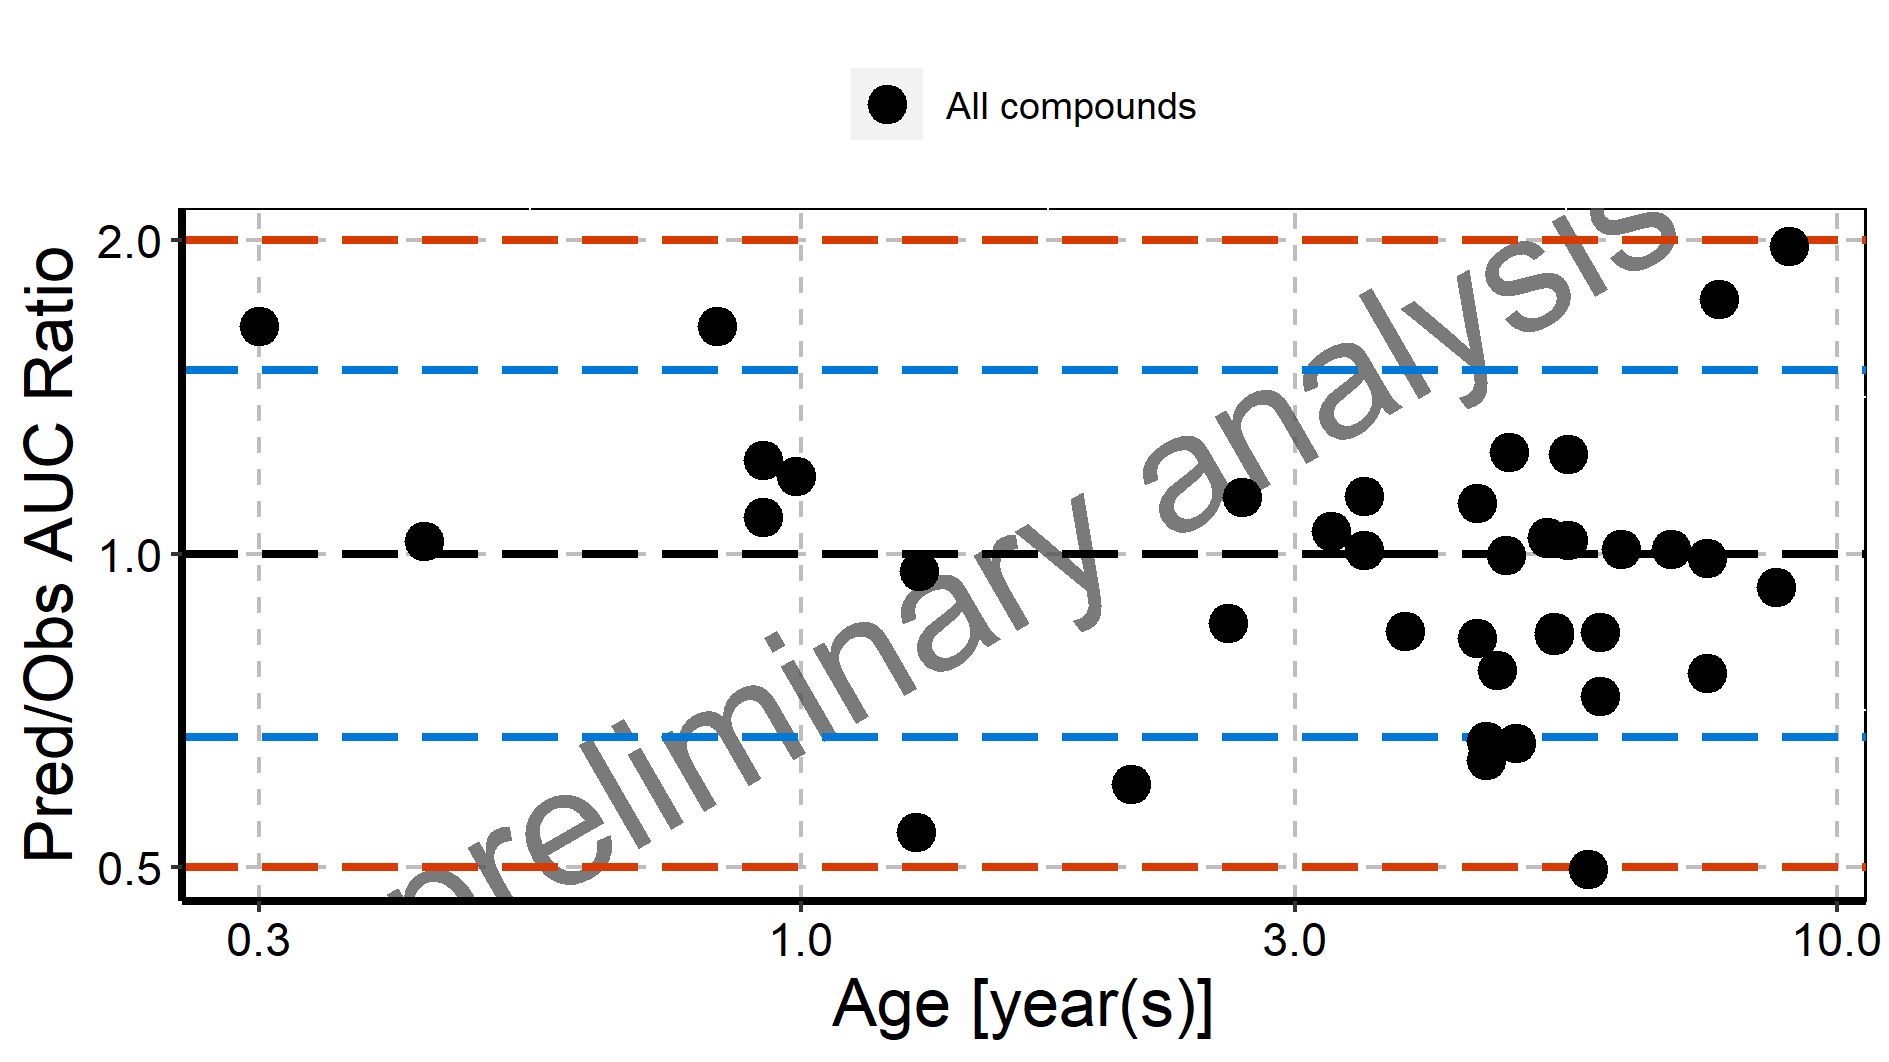 All compounds
2.0
1.0
0.5
Pred/Obs AUC Ratio
preliminary analysis
0.3 1.0 3.0 10.0
Age [year(s)]